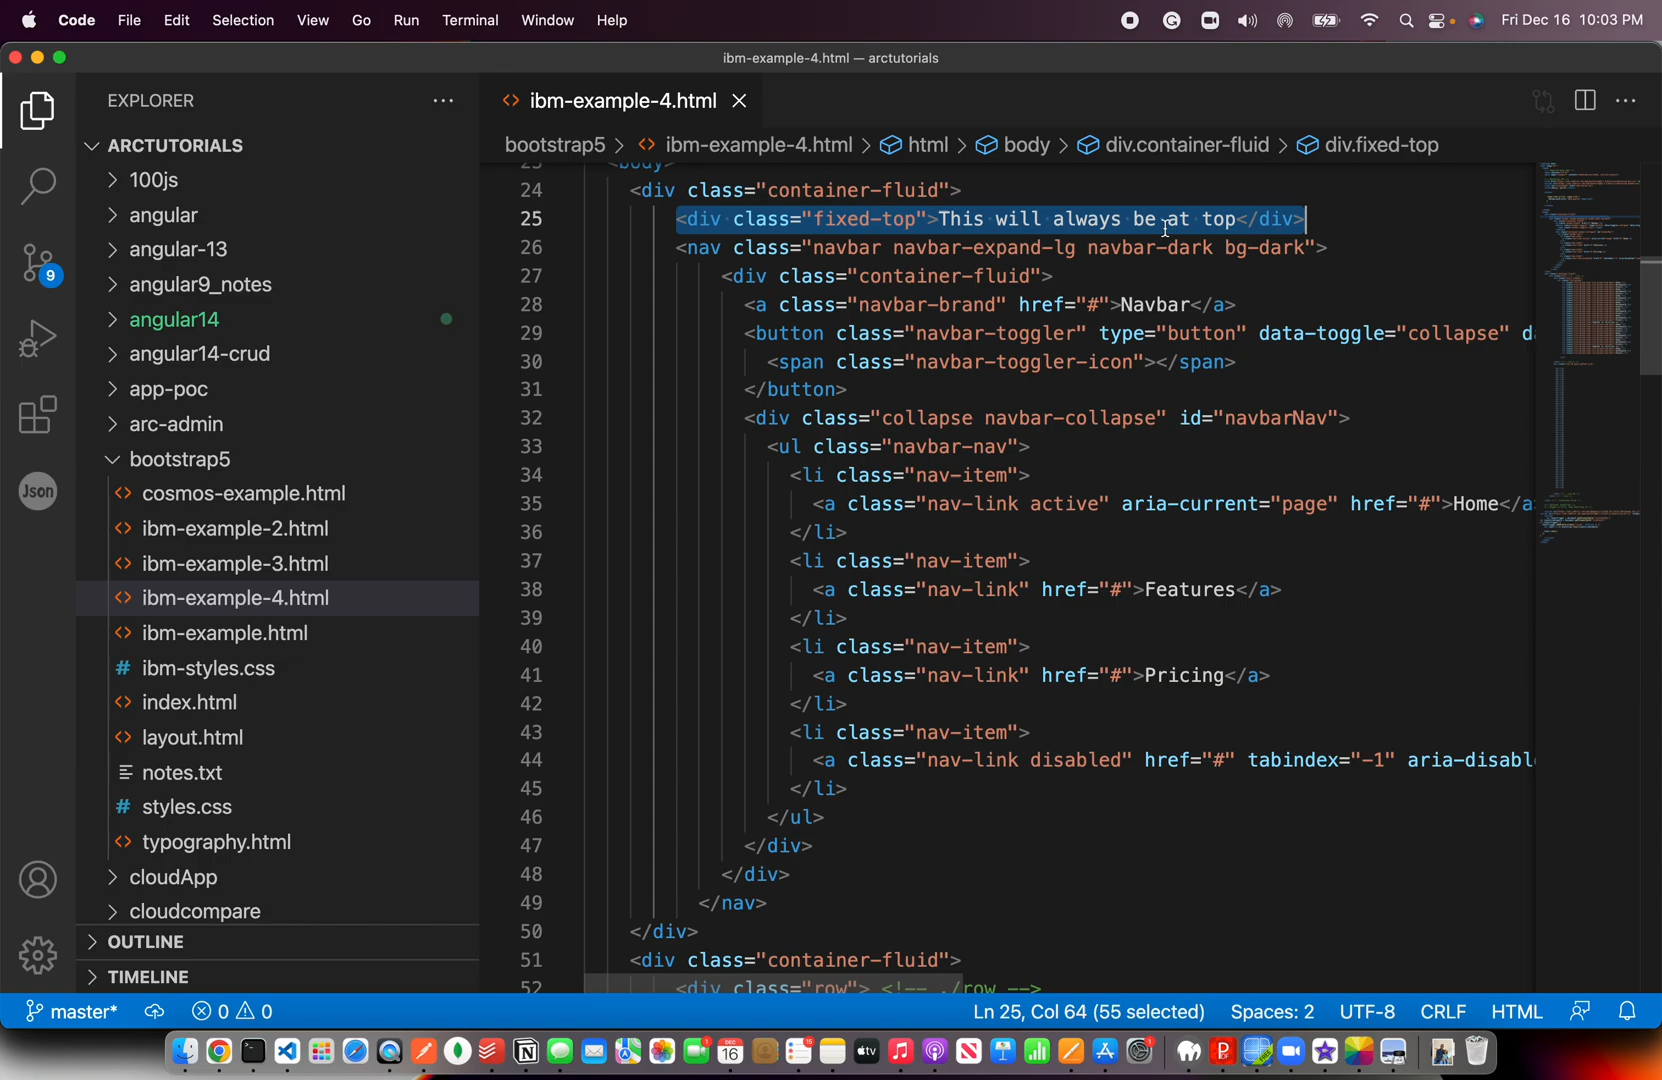 Code File Edit Selection View Go Run Terminal Window Help Fri Dec 16 10:03 PM
ibm-example-4.html — arctutorials
EXPLORER
ARCTUTORIALS
100js
angular
angular-13
angular9_notes
angular14
angular14-crud
app-poc
arc-admin
bootstrap5
cosmos-example.html
ibm-example-2.html
ibm-example-3.html
ibm-example-4.html
ibm-example.html
ibm-styles.css
index.html
layout.html
notes.txt
styles.css
typography.html
cloudApp
cloudcompare
OUTLINE
TIMELINE
9
Json
ibm-example-4.html
bootstrap5 > ibm-example-4.html > html > body > div.container-fluid > div.fixed-top
23 <body>
24 <div class="container-fluid">
25 <div class="fixed-top">This will always be at top</div>
26 <nav class="navbar navbar-expand-lg navbar-dark bg-dark">
27 <div class="container-fluid">
28 <a class="navbar-brand" href="#">Navbar</a>
29 <button class="navbar-toggler" type="button" data-toggle="collapse" da
30 <span class="navbar-toggler-icon"></span>
31 </button>
32 <div class="collapse navbar-collapse" id="navbarNav">
33 <ul class="navbar-nav">
34 <li class="nav-item">
35 <a class="nav-link active" aria-current="page" href="#">Home</a>
36 </li>
37 <li class="nav-item">
38 <a class="nav-link" href="#">Features</a>
39 </li>
40 <li class="nav-item">
41 <a class="nav-link" href="#">Pricing</a>
42 </li>
43 <li class="nav-item">
44 <a class="nav-link disabled" href="#" tabindex="-1" aria-disabl
45 </li>
46 </ul>
47 </div>
48 </div>
49 </nav>
50 </div>
51 <div class="container-fluid">
52 <div class="row"> <!-- ./row -->
master* 0 0 Ln 25, Col 64 (55 selected) Spaces: 2 UTF-8 CRLF HTML